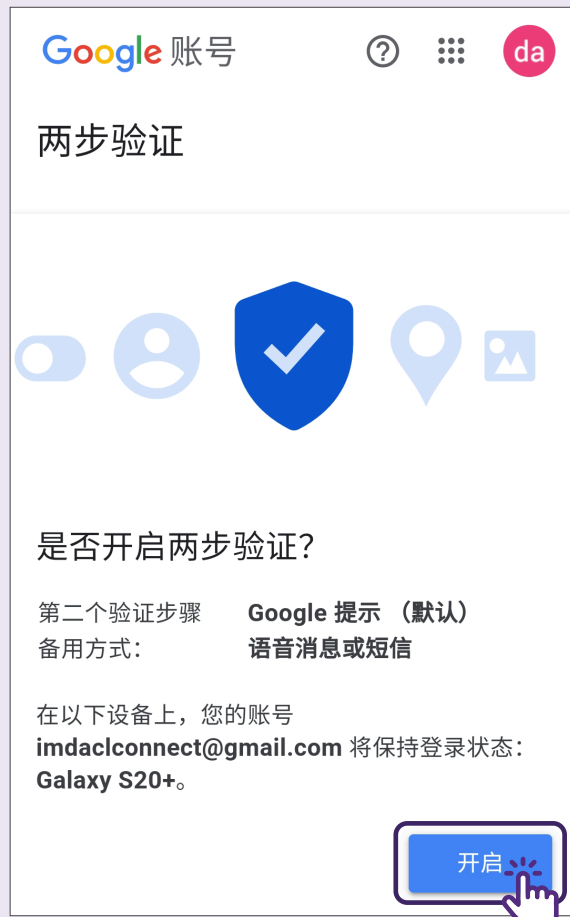 Google 账号
da
两步验证
是否开启两步验证？
第二个验证步骤 Google 提示 （默认）
备用方式： 语音消息或短信
在以下设备上，您的账号
imdaclconnect@gmail.com 将保持登录状态：
Galaxy S20+。
开启